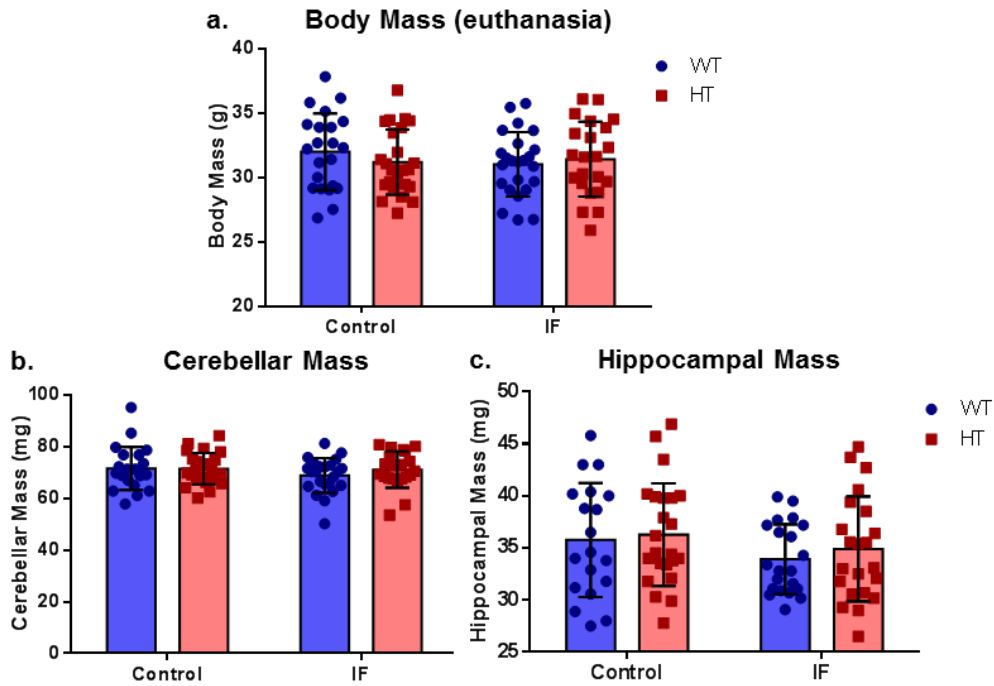 a. Body Mass (euthanasia)
Body Mass (g)
40
35
30
25
20
Control IF
WT
HT
b. Cerebellar Mass
Cerebellar Mass (mg)
100
80
60
40
20
0
Control IF
c. Hippocampal Mass
Hippocampal Mass (mg)
50
45
40
35
30
25
Control IF
WT
HT